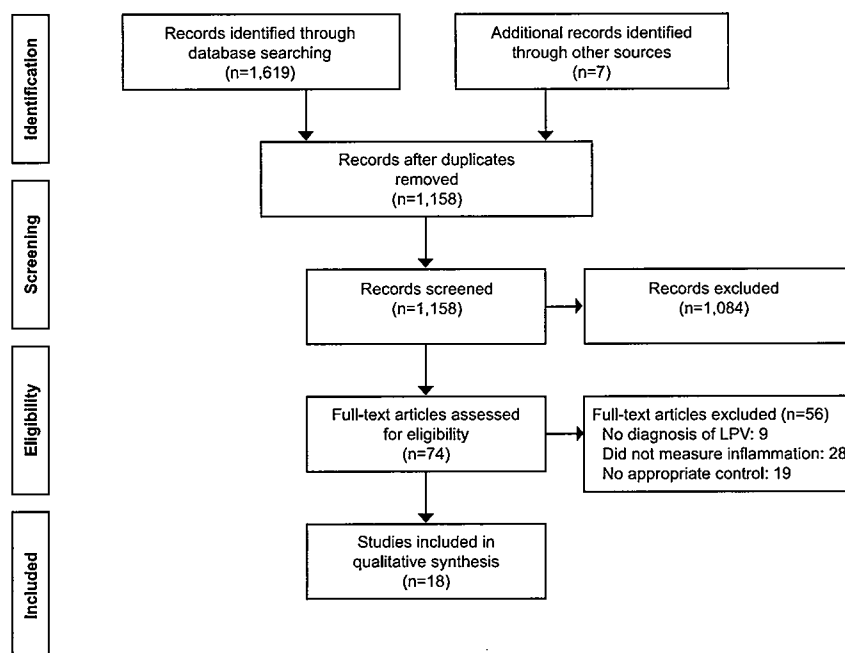 Identification
Records identified through
database searching
(n=1,619)
Additional records identified
through other sources
(n=7)
Records after duplicates
removed
(n=1,158)
Screening
Records screened
(n=1,158)
Records excluded
(n=1,084)
Eligibility
Full-text articles assessed
for eligibility
(n=74)
Full-text articles excluded (n=56)
No diagnosis of LPV: 9
Did not measure inflammation: 28
No appropriate control: 19
Included
Studies included in
qualitative synthesis
(n=18)